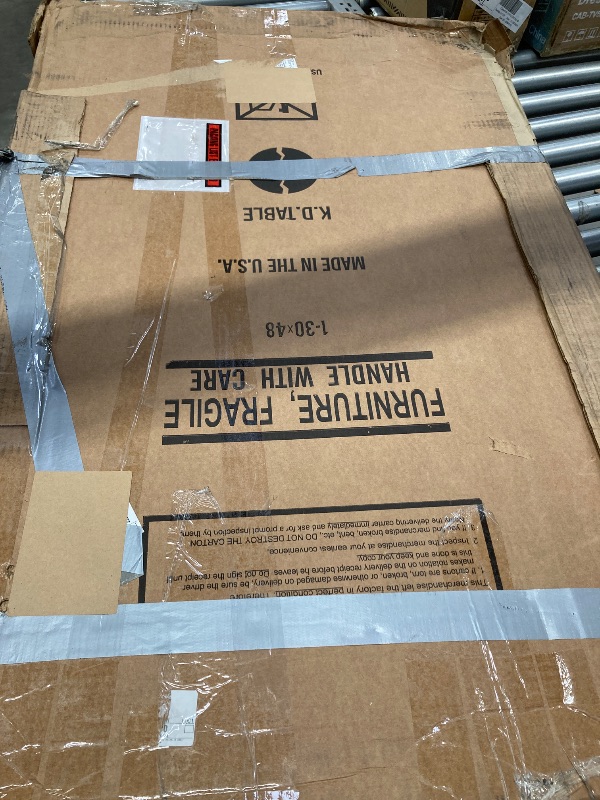 This merchandise left the factory in perfect condition. Therefore
1. If cartons are torn, broken, or otherwise damaged on delivery, be sure the driver
makes notation on the delivery receipt before he leaves. Do not sign the receipt until
this is done and keep your copy.
2. Inspect the merchandise at your earliest convenience.
3. If you find merchandise broken, bent, etc., DO NOT DESTROY THE CARTON.
Notify the delivering carrier immediately and ask for a prompt inspection by them.
FURNITURE, FRAGILE
HANDLE WITH CARE
1-30×48
MADE IN THE U.S.A.
K.D.TABLE
US